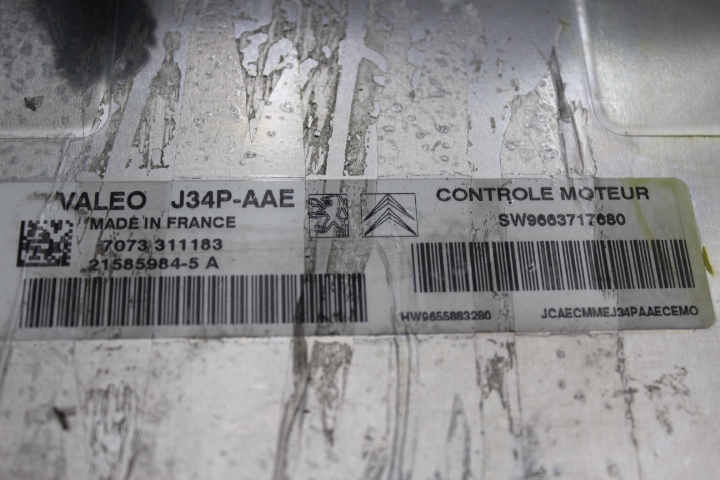 VALEO J34P-AAE
MADE IN FRANCE
7073 311183
21585984-5 A
CONTROLE MOTEUR
SW9663717680
HW9655883280
JCAECMMEJ34PAAECEMO